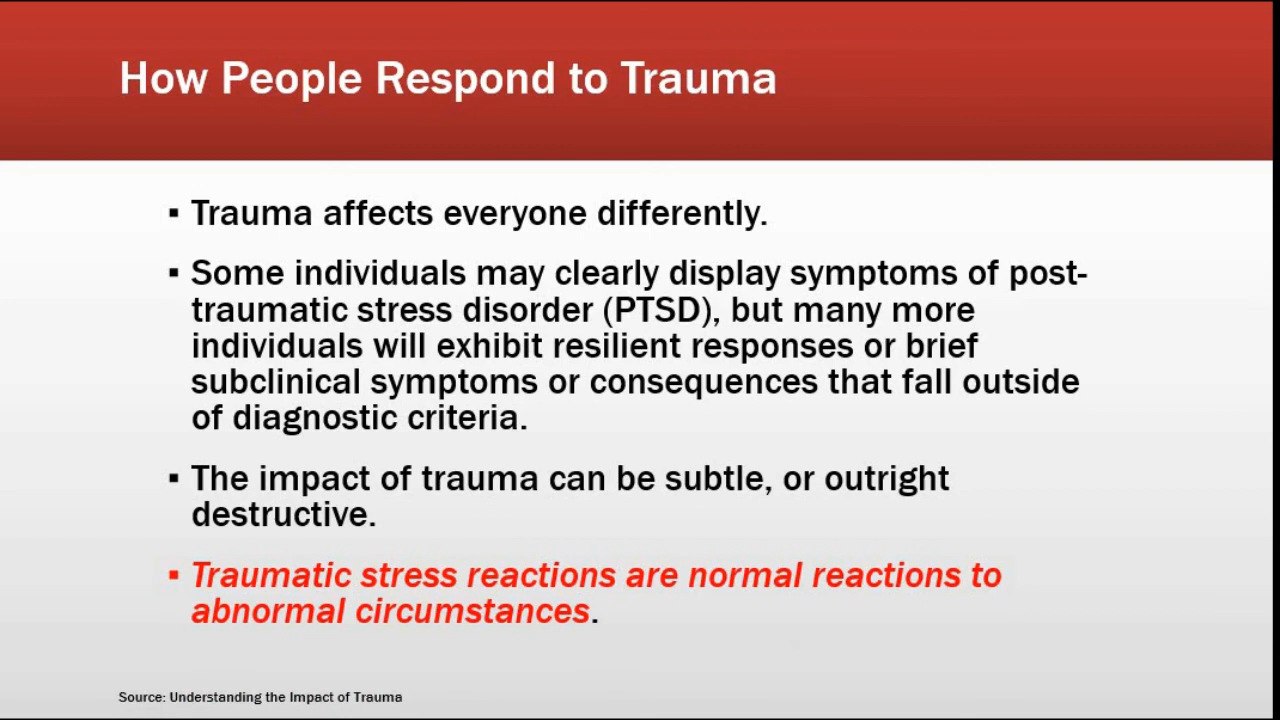 How People Respond to Trauma
▪ Trauma affects everyone differently.
▪ Some individuals may clearly display symptoms of post-
traumatic stress disorder (PTSD), but many more
individuals will exhibit resilient responses or brief
subclinical symptoms or consequences that fall outside
of diagnostic criteria.
▪ The impact of trauma can be subtle, or outright
destructive.
▪ Traumatic stress reactions are normal reactions to
abnormal circumstances.
Source: Understanding the Impact of Trauma